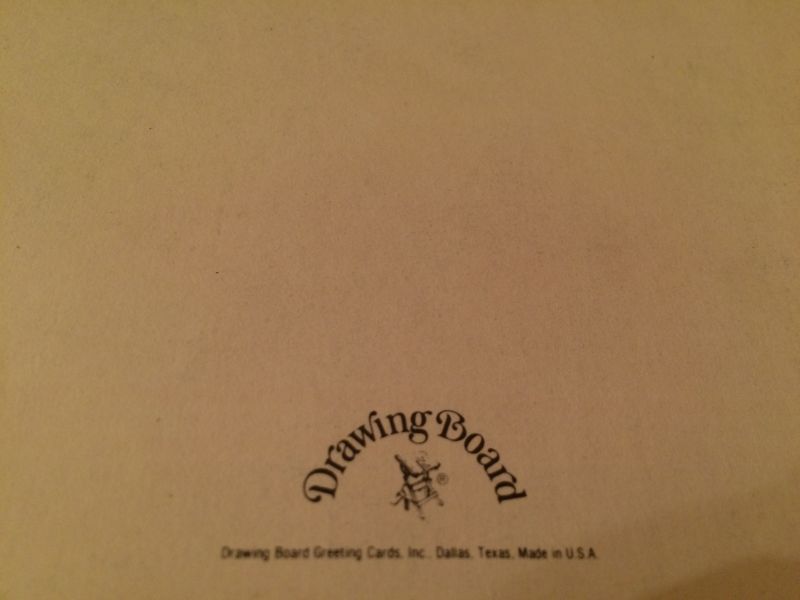 Drawing Board
®
Drawing Board Greeting Cards, Inc., Dallas, Texas, Made in U.S.A.